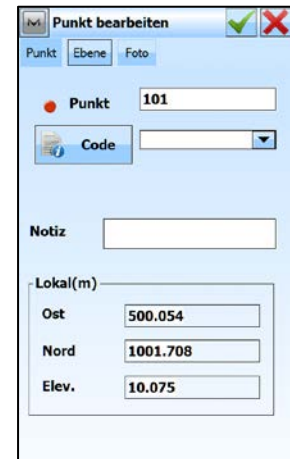 Punkt bearbeiten
Punkt Ebene Foto
Punkt 101
Code
Notiz
Lokal(m)
Ost 500.054
Nord 1001.708
Elev. 10.075